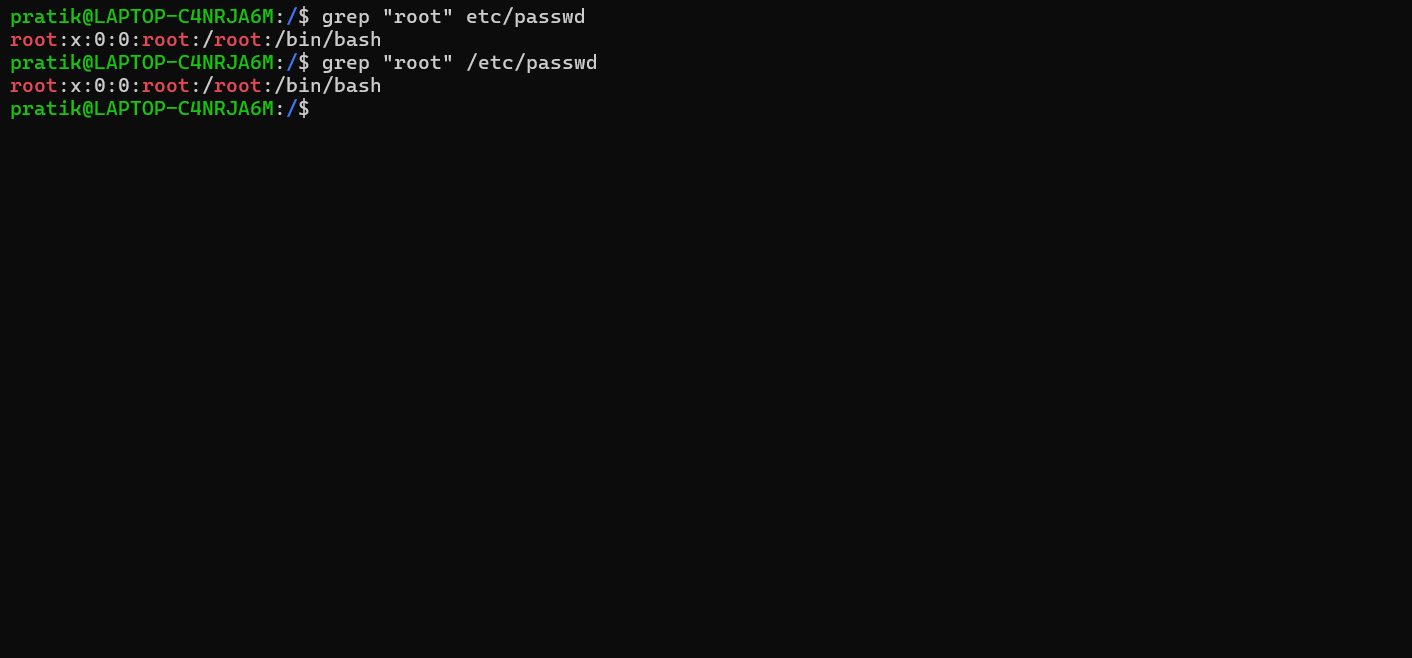 pratik@LAPTOP-C4NRJA6M:/$ grep "root" etc/passwd
root:x:0:0:root:/root:/bin/bash
pratik@LAPTOP-C4NRJA6M:/$ grep "root" /etc/passwd
root:x:0:0:root:/root:/bin/bash
pratik@LAPTOP-C4NRJA6M:/$